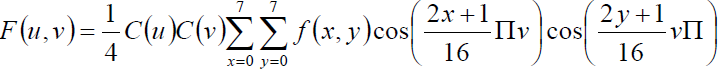 F(u,v) = 1/4 C(u)C(v) ∑_{x=0}^{7} ∑_{y=0}^{7} f(x,y) cos((2x+1)/16 Πv) cos((2y+1)/16 vΠ)